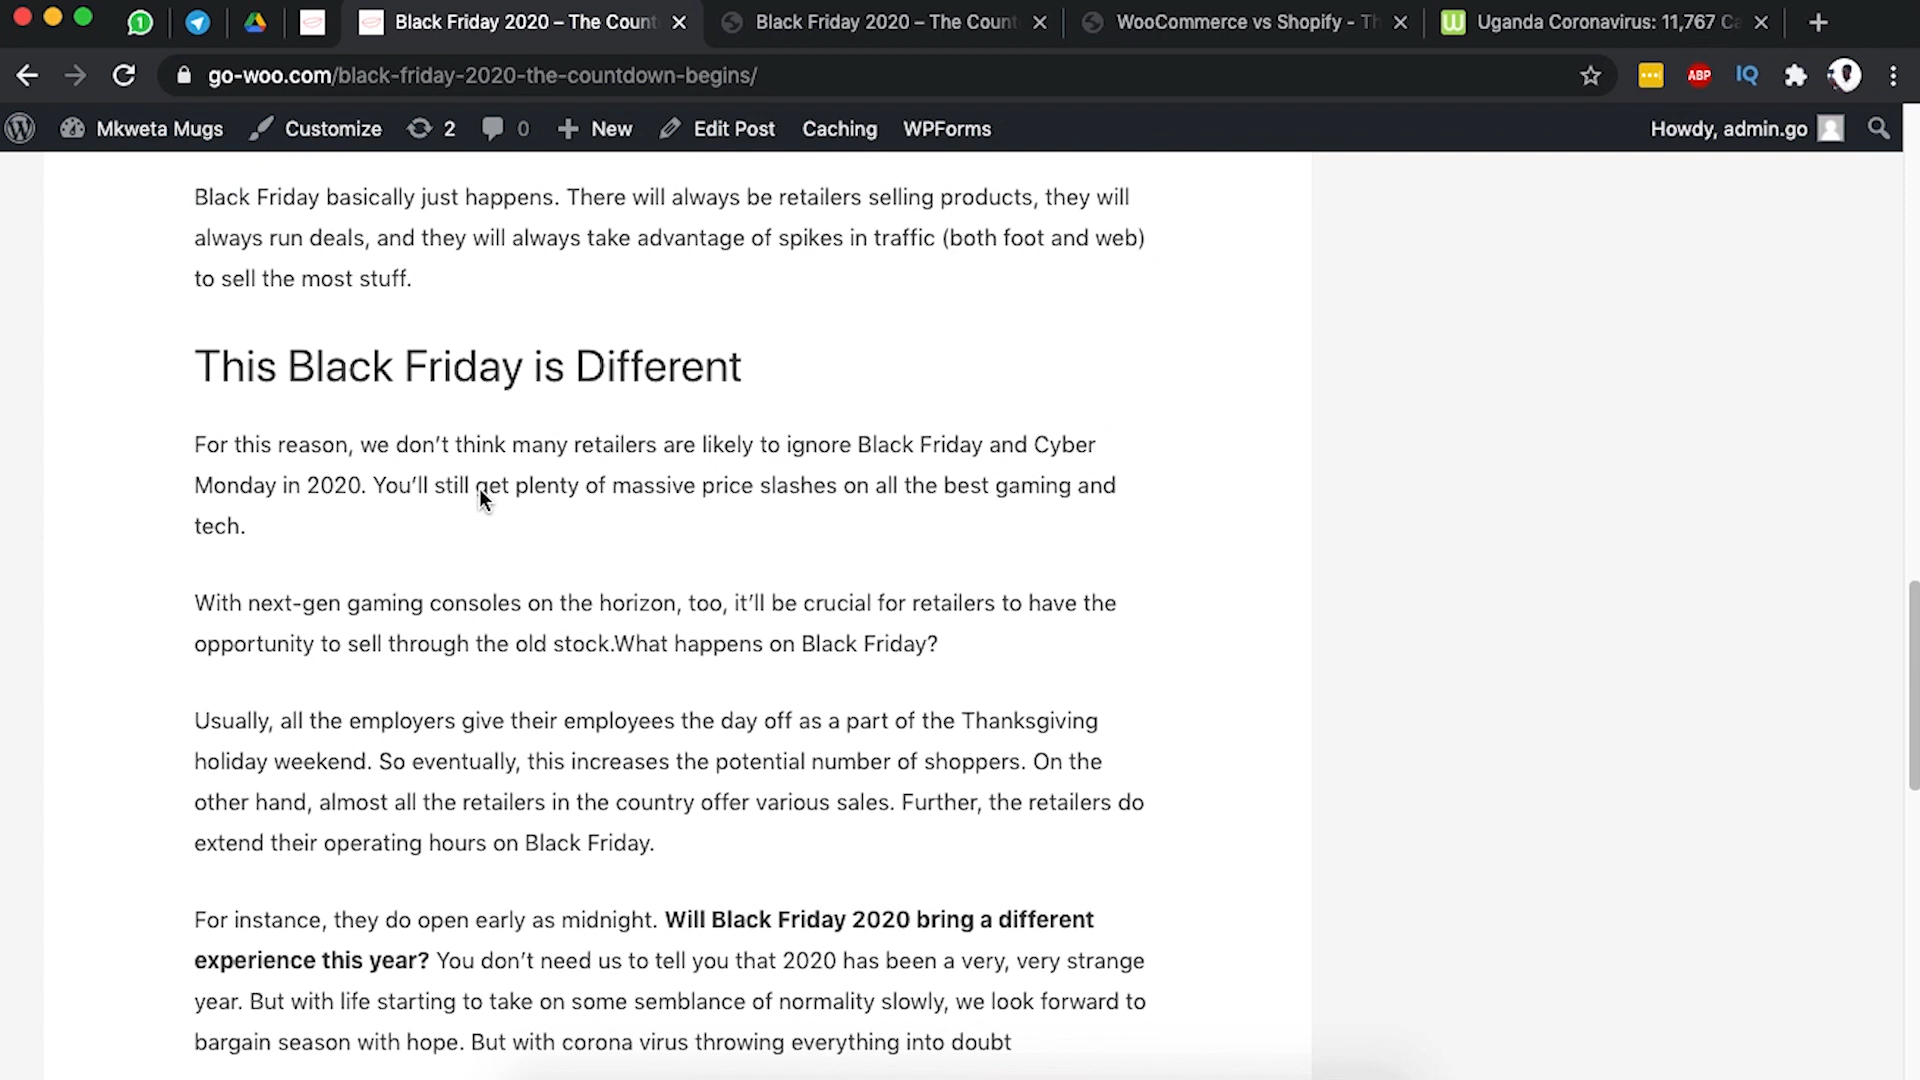 Black Friday 2020 – The Count
Black Friday 2020 – The Count
WooCommerce vs Shopify - Th
Uganda Coronavirus: 11,767 Ca
go-woo.com/black-friday-2020-the-countdown-begins/
ABP
IQ
Mkweta Mugs
Customize
2
0
New
Edit Post
Caching
WPForms
Howdy, admin.go
Black Friday basically just happens. There will always be retailers selling products, they will
always run deals, and they will always take advantage of spikes in traffic (both foot and web)
to sell the most stuff.
This Black Friday is Different
For this reason, we don’t think many retailers are likely to ignore Black Friday and Cyber
Monday in 2020. You’ll still get plenty of massive price slashes on all the best gaming and
tech.
With next-gen gaming consoles on the horizon, too, it’ll be crucial for retailers to have the
opportunity to sell through the old stock.What happens on Black Friday?
Usually, all the employers give their employees the day off as a part of the Thanksgiving
holiday weekend. So eventually, this increases the potential number of shoppers. On the
other hand, almost all the retailers in the country offer various sales. Further, the retailers do
extend their operating hours on Black Friday.
For instance, they do open early as midnight. Will Black Friday 2020 bring a different
experience this year? You don’t need us to tell you that 2020 has been a very, very strange
year. But with life starting to take on some semblance of normality slowly, we look forward to
bargain season with hope. But with corona virus throwing everything into doubt